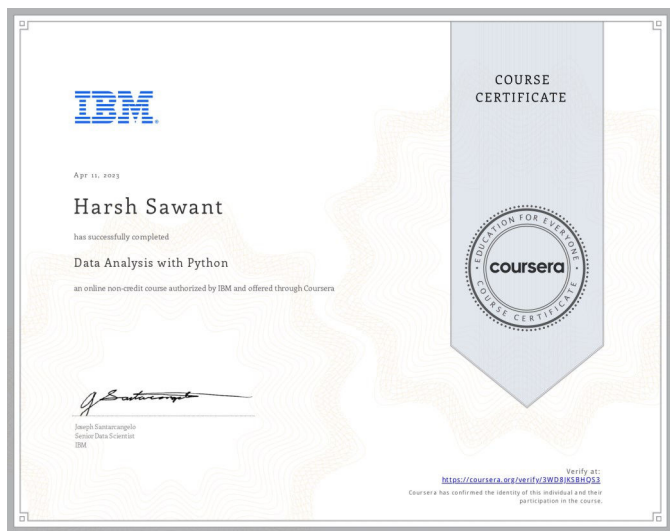 IBM
Apr 11, 2023
Harsh Sawant
has successfully completed
Data Analysis with Python
an online non-credit course authorized by IBM and offered through Coursera
Joseph Santarcangelo
Senior Data Scientist
IBM
COURSE
CERTIFICATE
EDUCATION FOR EVERYONE
coursera
COURSE CERTIFICATE
Verify at:
https://coursera.org/verify/3WD8JKSBHQS3
Coursera has confirmed the identity of this individual and their
participation in the course.